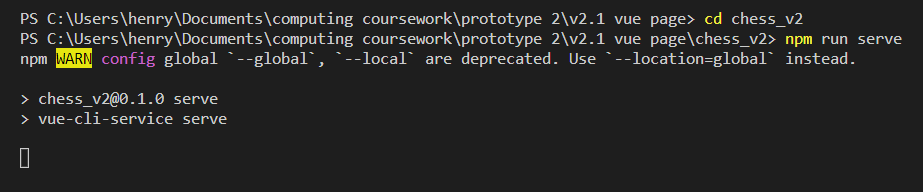 PS C:\Users\henry\Documents\computing coursework\prototype 2\v2.1 vue page> cd chess_v2
PS C:\Users\henry\Documents\computing coursework\prototype 2\v2.1 vue page\chess_v2> npm run serve
npm WARN config global `--global`, `--local` are deprecated. Use `--location=global` instead.
> chess_v2@0.1.0 serve
> vue-cli-service serve